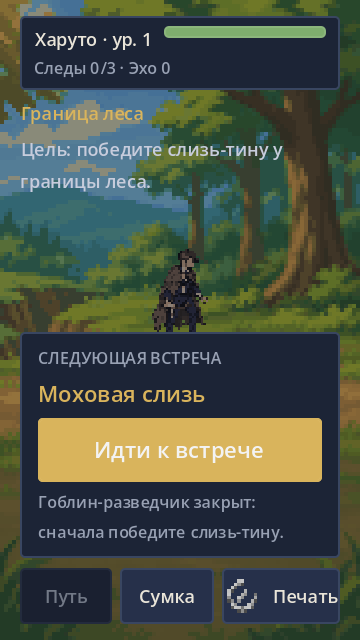 Харуто · ур. 1
Следы 0/3 · Эхо 0
Граница леса
Цель: победите слизь-тину у
границы леса.
СЛЕДУЮЩАЯ ВСТРЕЧА
Моховая слизь
Идти к встрече
Гоблин-разведчик закрыт:
сначала победите слизь-тину.
Путь
Сумка
Печать